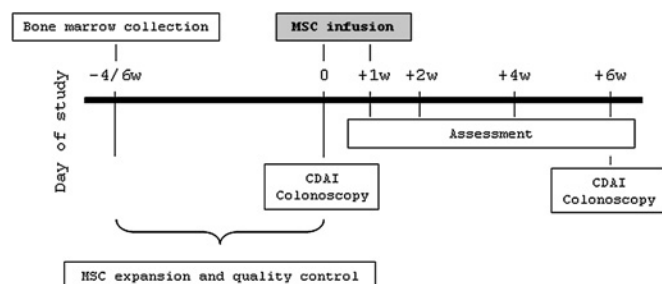 Bone marrow collection
MSC infusion
-4/6w
0
+1w
+2w
+4w
+6w
Day of study
Assessment
CDAI
Colonoscopy
CDAI
Colonoscopy
MSC expansion and quality control